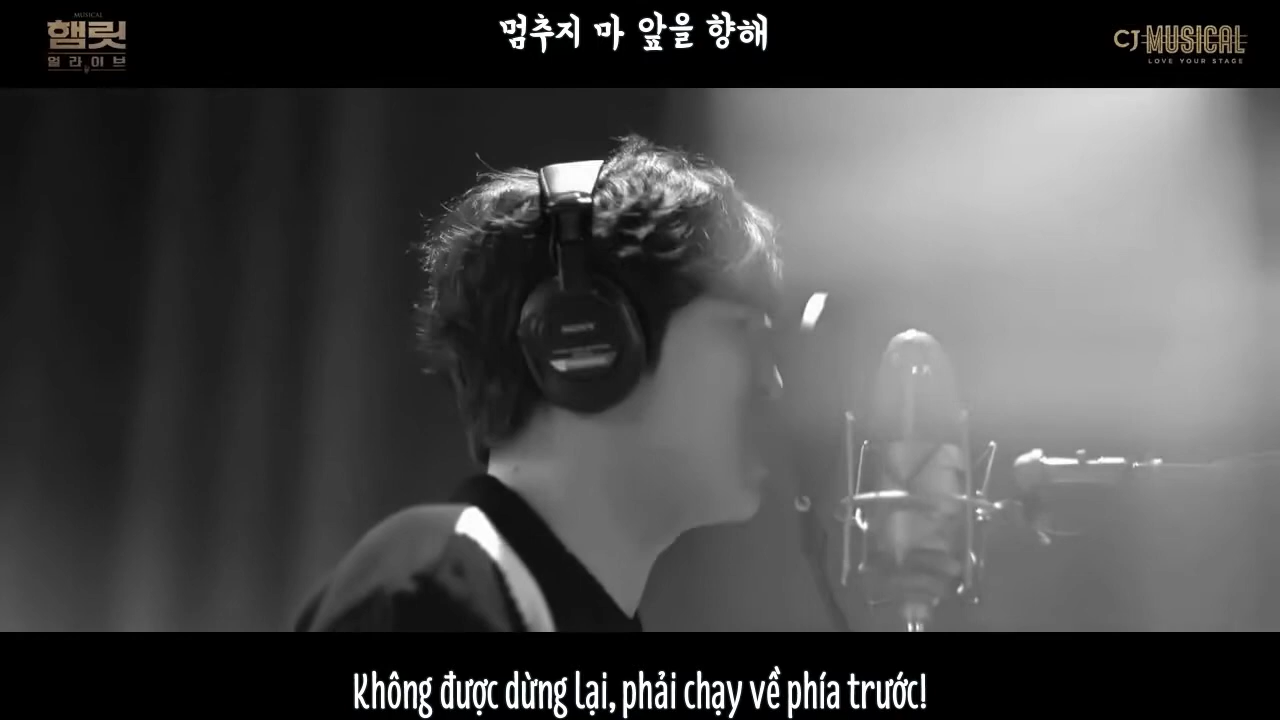 MUSICAL
햄릿
얼라이브
멈추지 마 앞을 향해
CJ MUSICAL
LOVE YOUR STAGE
Không được dừng lại, phải chạy về phía trước!